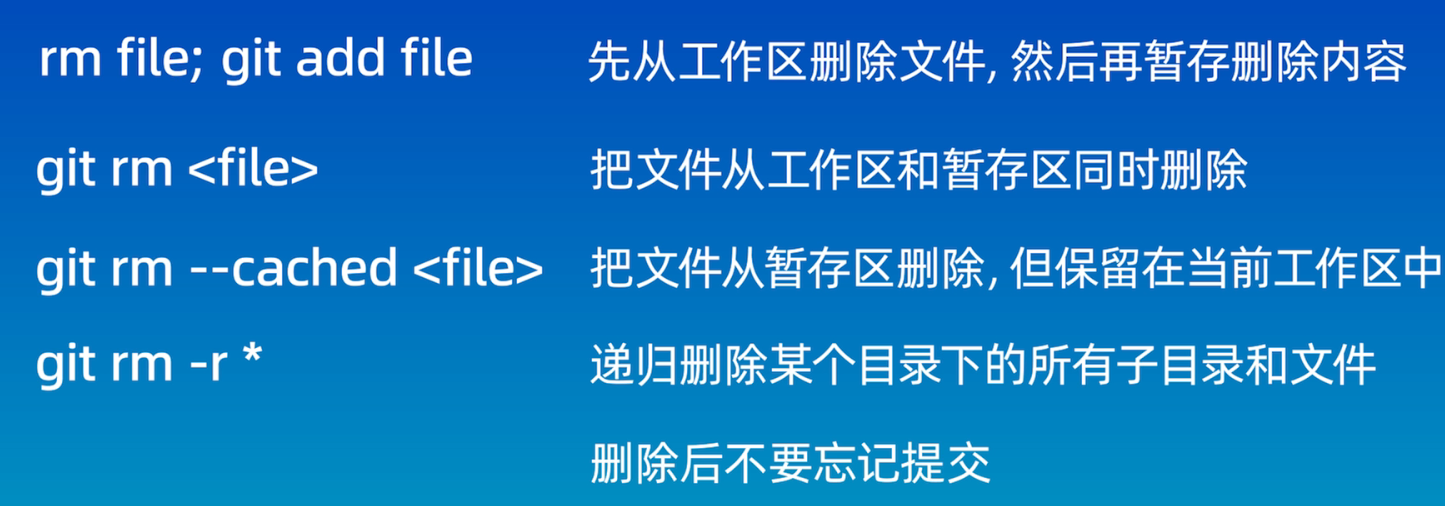 rm file; git add file 先从工作区删除文件, 然后再暂存删除内容
git rm <file> 把文件从工作区和暂存区同时删除
git rm --cached <file> 把文件从暂存区删除, 但保留在当前工作区中
git rm -r * 递归删除某个目录下的所有子目录和文件
删除后不要忘记提交